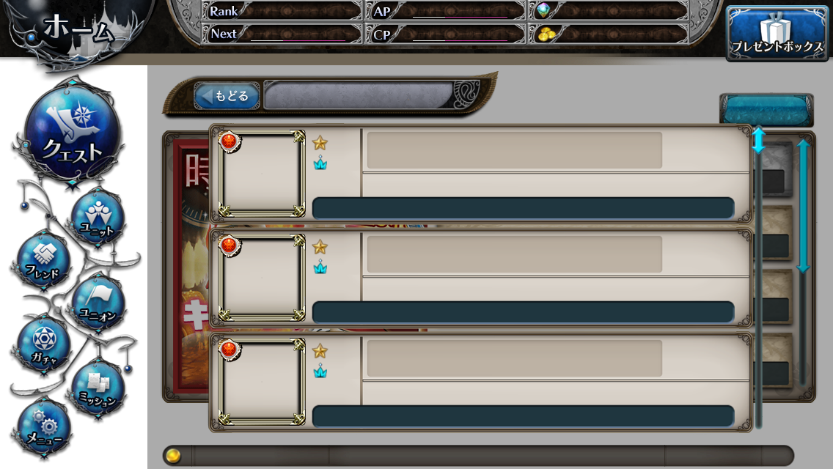 ホーム
Rank
AP
Next
CP
プレゼントボックス
もどる
クエスト
ユニット
フレンド
ユニオン
ガチャ
ミッション
メニュー
時
キ